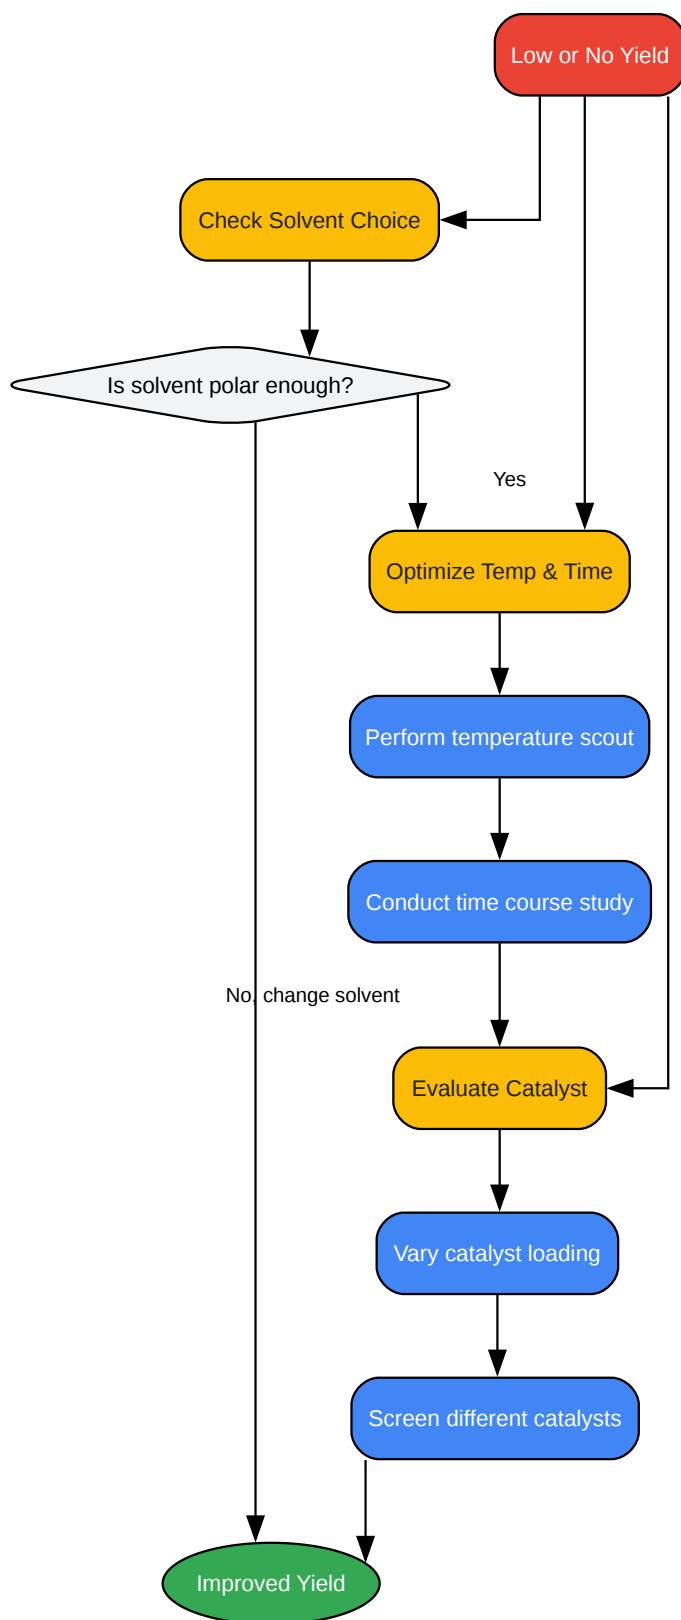 Low or No Yield
Check Solvent Choice
Is solvent polar enough?
Yes
Optimize Temp & Time
Perform temperature scout
Conduct time course study
No, change solvent
Evaluate Catalyst
Vary catalyst loading
Screen different catalysts
Improved Yield